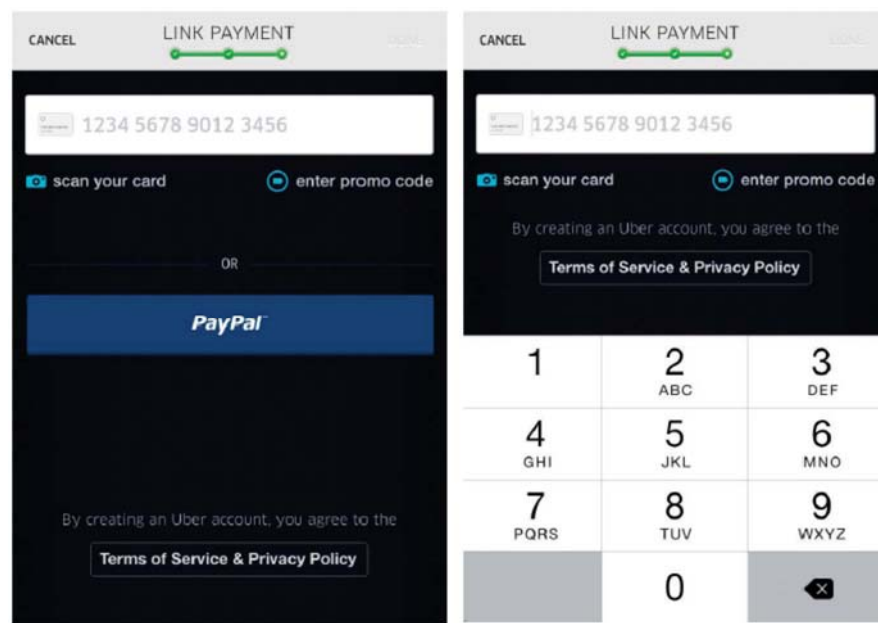 CANCEL LINK PAYMENT DONE
1234 5678 9012 3456
scan your card enter promo code
OR
PayPal™
By creating an Uber account, you agree to the
Terms of Service & Privacy Policy
CANCEL LINK PAYMENT DONE
1234 5678 9012 3456
scan your card enter promo code
By creating an Uber account, you agree to the
Terms of Service & Privacy Policy
1 2 3
ABC DEF
4 5 6
GHI JKL MNO
7 8 9
PQRS TUV WXYZ
0